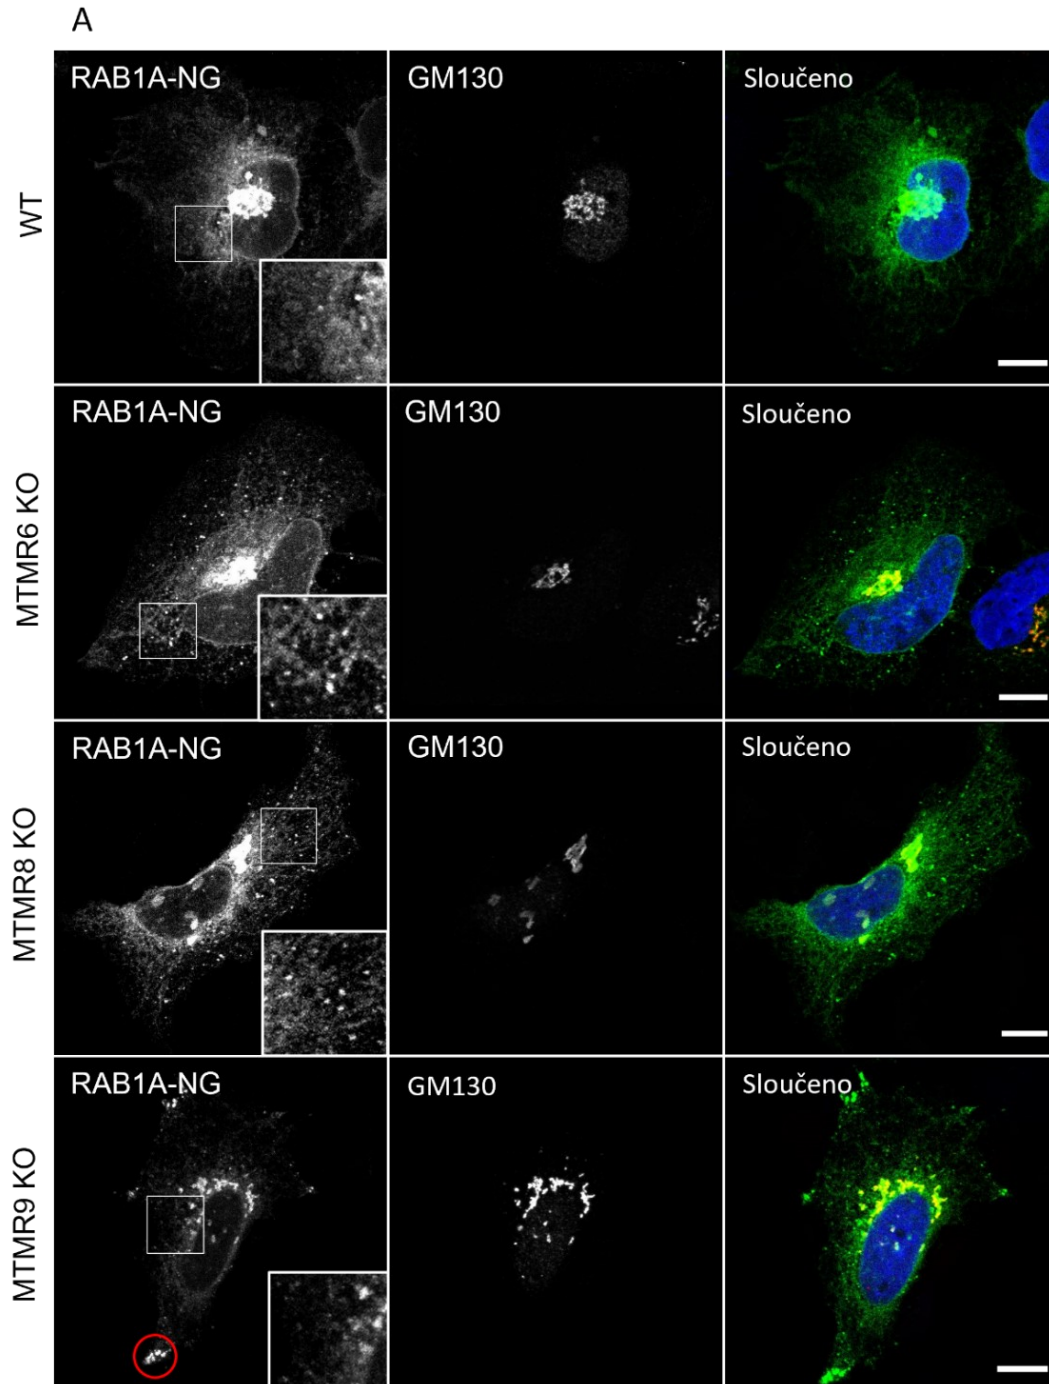 A
WT
RAB1A-NG
GM130
Sloučeno
MTMR6 KO
RAB1A-NG
GM130
Sloučeno
MTMR8 KO
RAB1A-NG
GM130
Sloučeno
MTMR9 KO
RAB1A-NG
GM130
Sloučeno